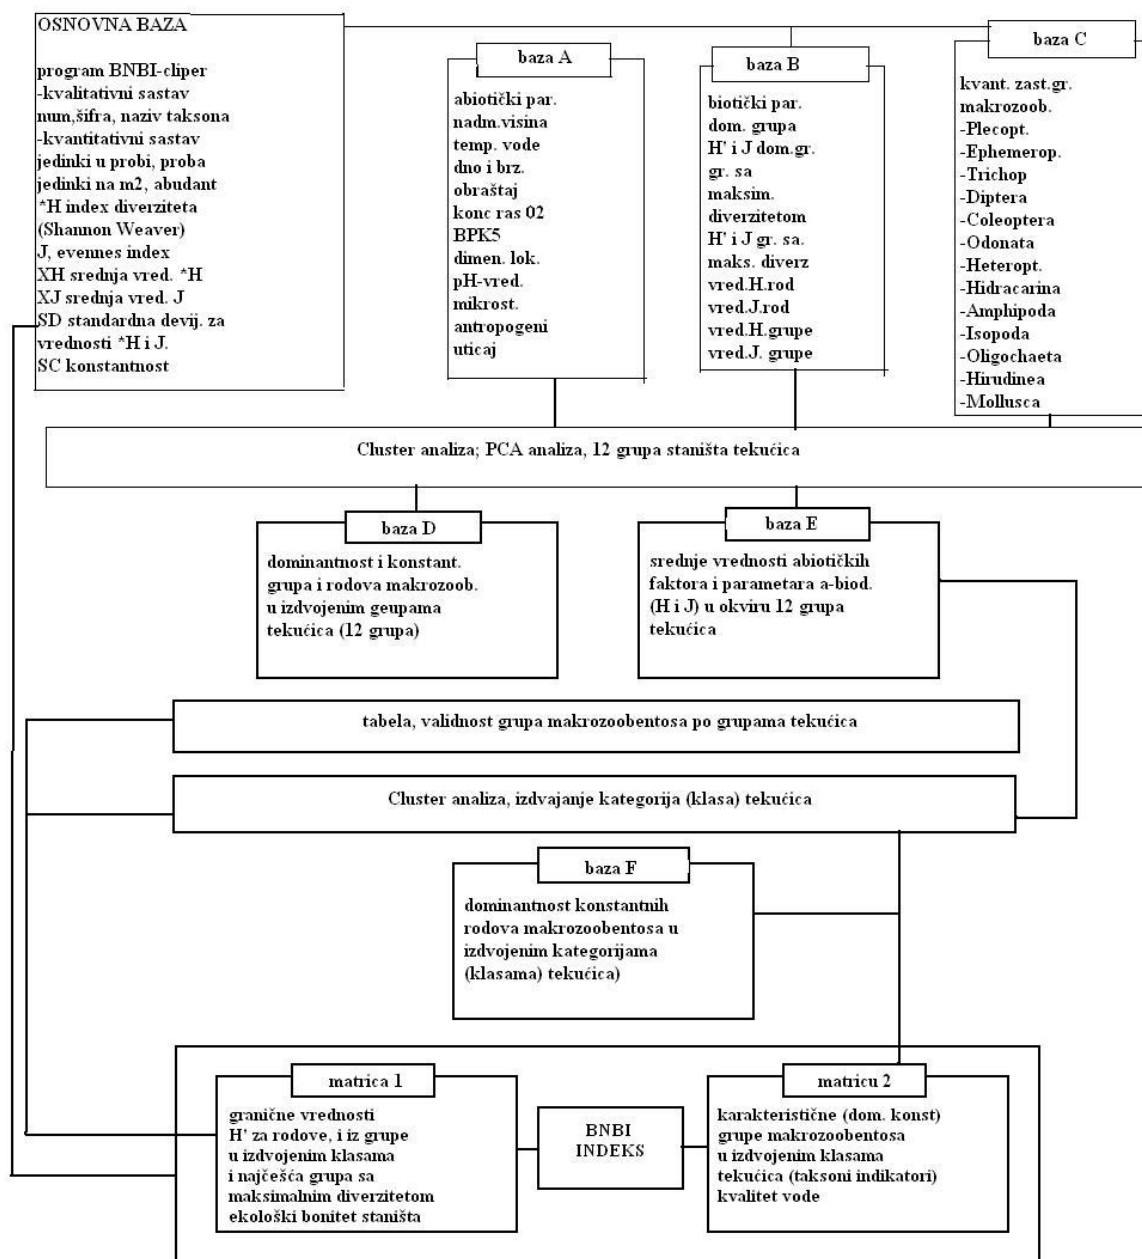 OSNOVNA BAZA
program BNBI-cliper
-kvalitativni sastav
num,šifra, naziv taksona
-kvantitativni sastav
jedinki u probi, proba
jedinki na m2, abudant
*H index diverziteta
(Shannon Weaver)
J, evennes index
XH srednja vred. *H
XJ srednja vred. J
SD standardna devij. za
vrednosti *H i J.
SC konstantnost
baza A
abiotički par.
nadm.visina
temp. vode
dno i brz.
obraštaj
konc ras 02
BPK5
dimen. lok.
pH-vred.
mikrost.
antropogeni
uticaj
baza B
biotički par.
dom. grupa
H' i J dom.gr.
gr. sa
maksim.
diverzitetom
H' i J gr. sa.
maks. diverz
vred.H.rod
vred.J.rod
vred.H.grupe
vred.J. grupe
baza C
kvant. zast.gr.
makrozoob.
-Plecopt.
-Ephemerop.
-Trichop
-Diptera
-Coleoptera
-Odonata
-Heteropt.
-Hidracarina
-Amphipoda
-Isopoda
-Oligochaeta
-Hirudinea
-Mollusca
Cluster analiza; PCA analiza, 12 grupa staništa tekućica
baza D
dominantnost i konstant.
grupa i rodova makrozoob.
u izdvojenim geupama
tekućica (12 grupa)
baza E
srednje vrednosti abiotičkih
faktora i parametara a-biod.
(H i J) u okviru 12 grupa
tekućica
tabela, validnost grupa makrozoobentosa po grupama tekućica
Cluster analiza, izdvajanje kategorija (klasa) tekućica
baza F
dominantnost konstantnih
rodova makrozoobentosa u
izdvojenim kategorijama
(klasama) tekućica)
matrica 1
granične vrednosti
H' za rodove, i iz grupe
u izdvojenim klasama
i najčešća grupa sa
maksimalnim diverzitetom
ekološki bonitet staništa
BNBI
INDEKS
matricu 2
karakteristične (dom. konst)
grupe makrozoobentosa
u izdvojenim klasama
tekućica (taksoni indikatori)
kvalitet vode